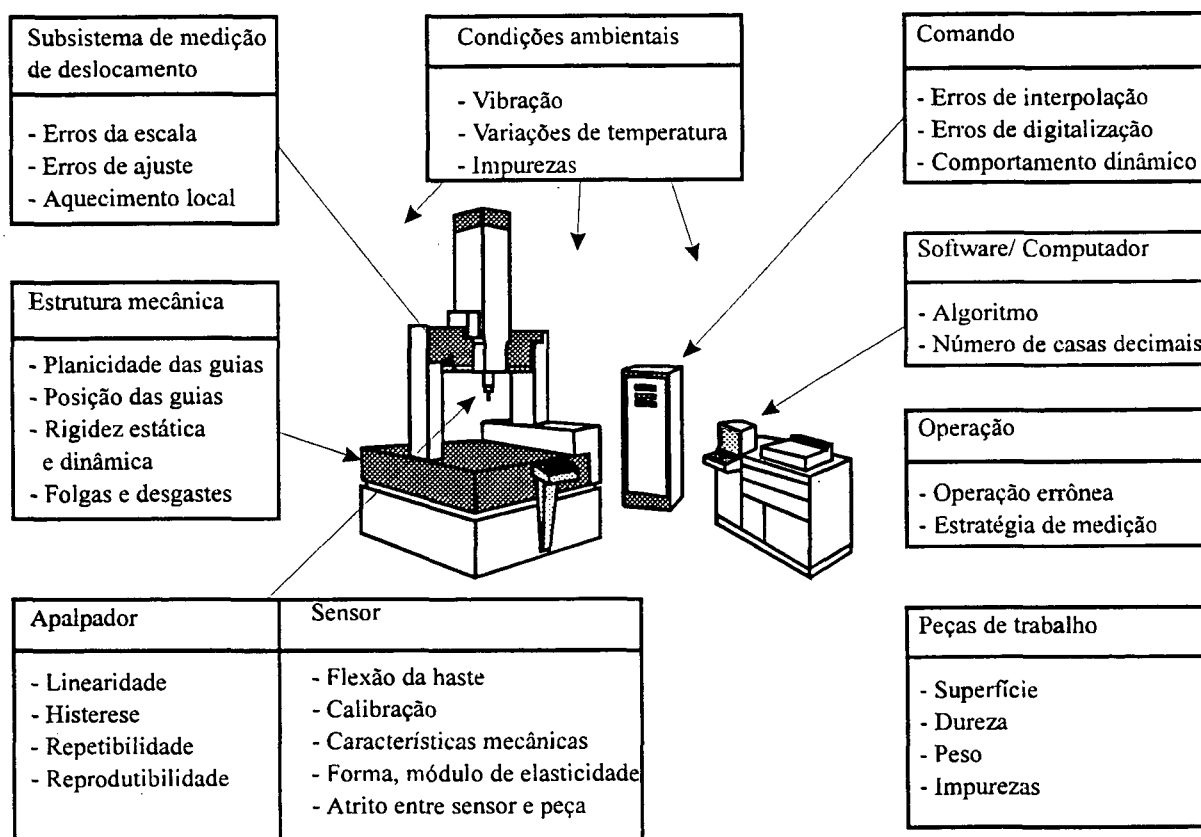 Subsistema de medição
de deslocamento
- Erros da escala
- Erros de ajuste
- Aquecimento local
Condições ambientais
- Vibração
- Variações de temperatura
- Impurezas
Comando
- Erros de interpolação
- Erros de digitalização
- Comportamento dinâmico
Estrutura mecânica
- Planicidade das guias
- Posição das guias
- Rigidez estática
e dinâmica
- Folgas e desgastes
Software/ Computador
- Algoritmo
- Número de casas decimais
Operação
- Operação errônea
- Estratégia de medição
Apalpador
- Linearidade
- Histerese
- Repetibilidade
- Reprodutibilidade
Sensor
- Flexão da haste
- Calibração
- Características mecânicas
- Forma, módulo de elasticidade
- Atrito entre sensor e peça
Peças de trabalho
- Superfície
- Dureza
- Peso
- Impurezas